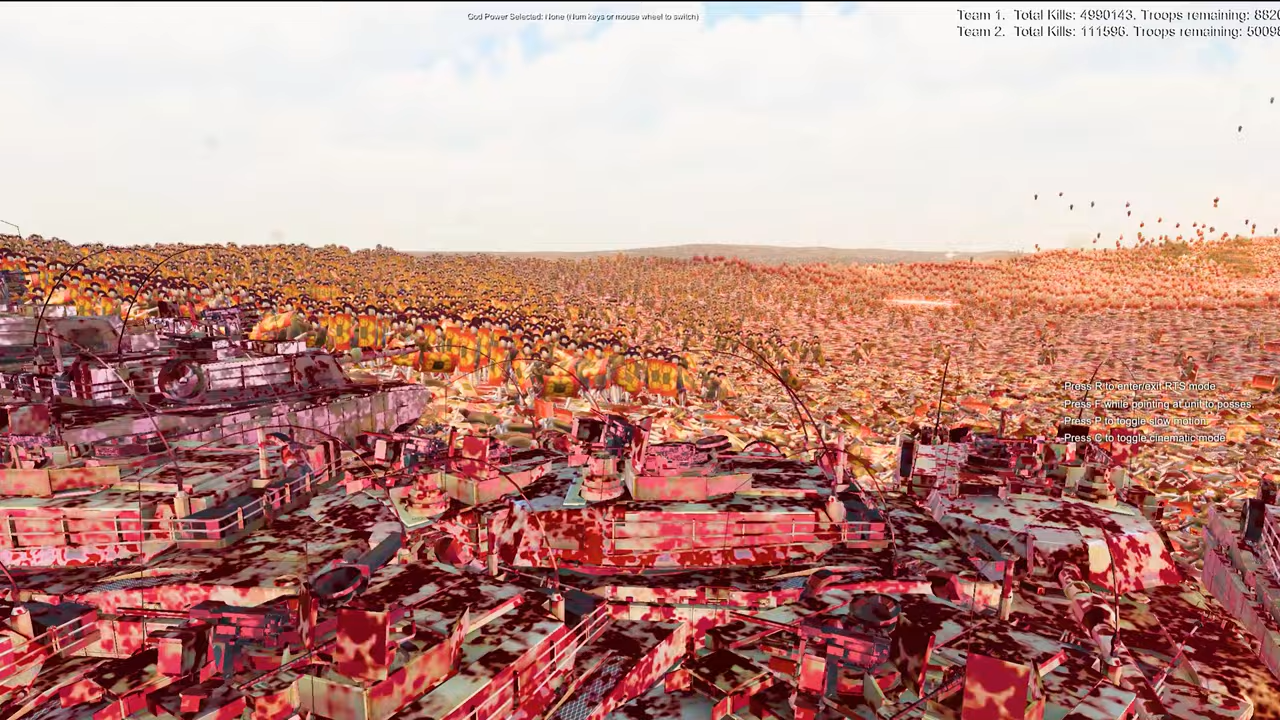 God Power Selected: None (Num keys or mouse wheel to switch)
Team 1. Total Kills: 4990143. Troops remaining: 8820
Team 2. Total Kills: 111596. Troops remaining: 50098
Press R to enter/exit RTS mode
Press F while pointing at unit to posses.
Press P to toggle slow motion.
Press C to toggle cinematic mode